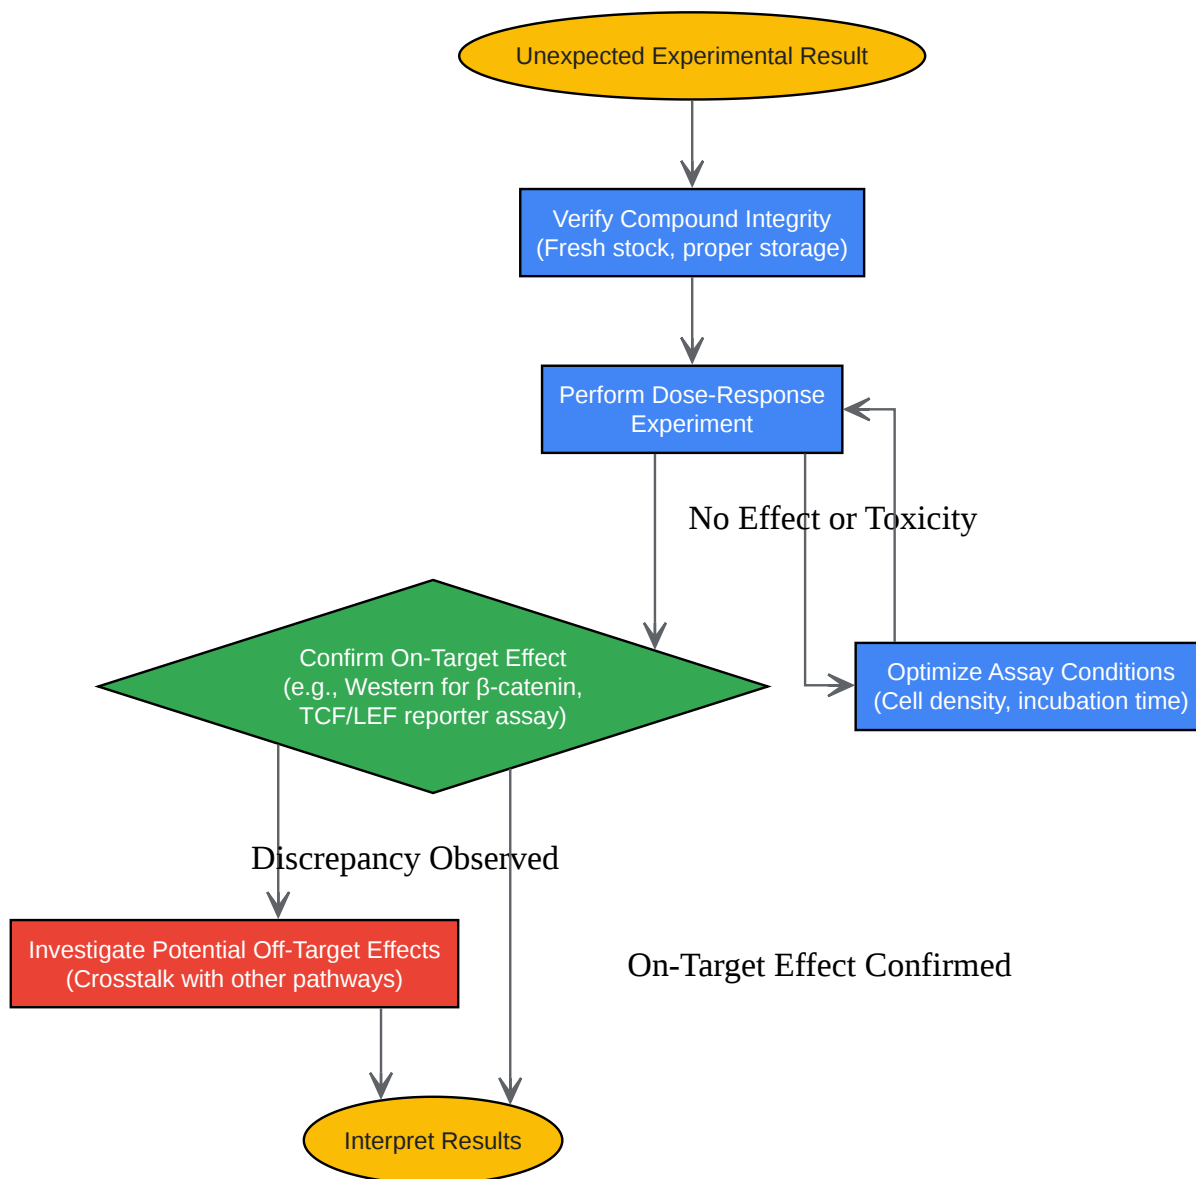 Unexpected Experimental Result
Verify Compound Integrity
(Fresh stock, proper storage)
Perform Dose-Response
Experiment
No Effect or Toxicity
Confirm On-Target Effect
(e.g., Western for β-catenin,
TCF/LEF reporter assay)
Optimize Assay Conditions
(Cell density, incubation time)
Discrepancy Observed
Investigate Potential Off-Target Effects
(Crosstalk with other pathways)
On-Target Effect Confirmed
Interpret Results